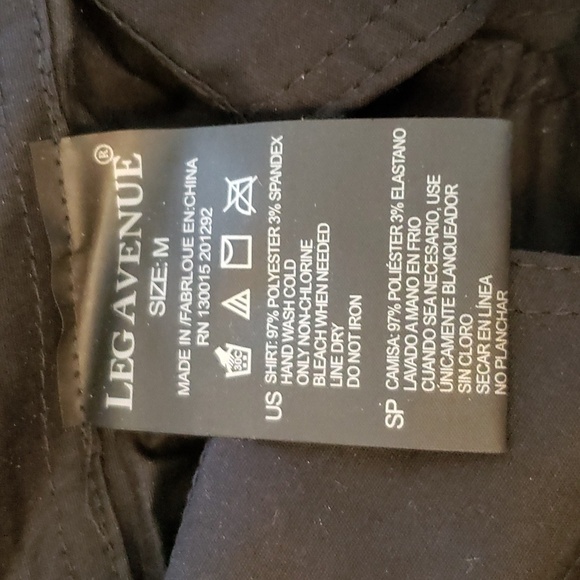 LEG AVENUE®
SIZE: M
MADE IN /FABRLOUE EN:CHINA
RN 130015 201292
30C
US SHIRT: 97% POLYESTER 3% SPANDEX
HAND WASH COLD
ONLY NON-CHLORINE
BLEACH WHEN NEEDED
LINE DRY
DO NOT IRON
SP CAMISA: 97% POLIÉSTER 3% ELASTANO
LAVADO A MANO EN FRIO
CUANDO SEA NECESARIO, USE
ÚNICAMENTE BLANQUEADOR
SIN CLORO
SECAR EN LÍNEA
NO PLANCHAR